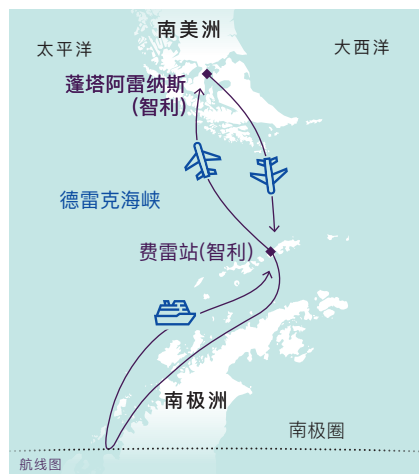 南美洲
太平洋
大西洋
蓬塔阿雷纳斯
(智利)
德雷克海峡
费雷站(智利)
南极洲
南极圈
航线图